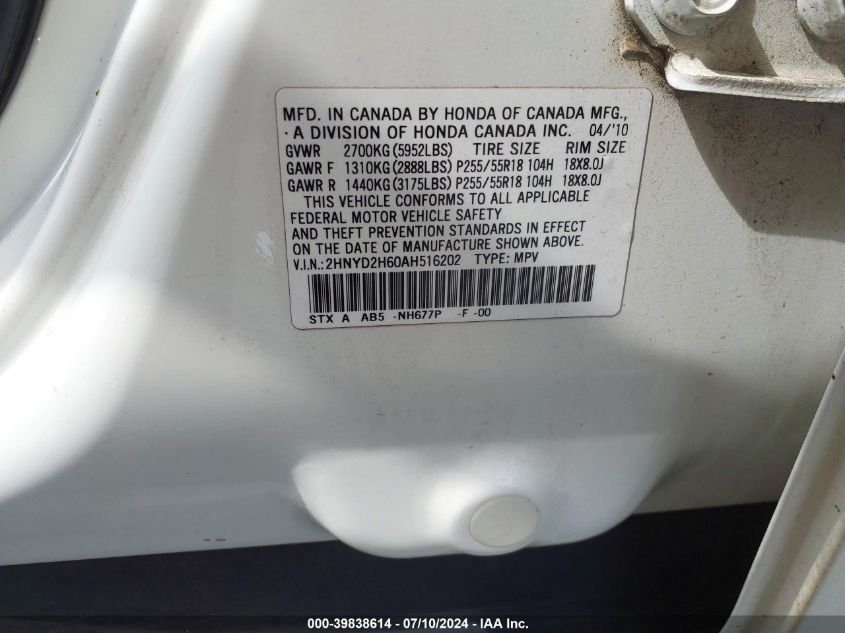 MFD. IN CANADA BY HONDA OF CANADA MFG.,
· A DIVISION OF HONDA CANADA INC. 04/'10
GVWR 2700KG(5952LBS) TIRE SIZE RIM SIZE
GAWR F 1310KG(2888LBS) P255/55R18 104H 18X8.0J
GAWR R 1440KG(3175LBS) P255/55R18 104H 18X8.0J
THIS VEHICLE CONFORMS TO ALL APPLICABLE
FEDERAL MOTOR VEHICLE SAFETY
AND THEFT PREVENTION STANDARDS IN EFFECT
ON THE DATE OF MANUFACTURE SHOWN ABOVE.
V.I.N.: 2HNYD2H60AH516202 TYPE: MPV
STX A AB5 -NH677P -F -00
000-39838614 / 07/10/2024 - IAA Inc.